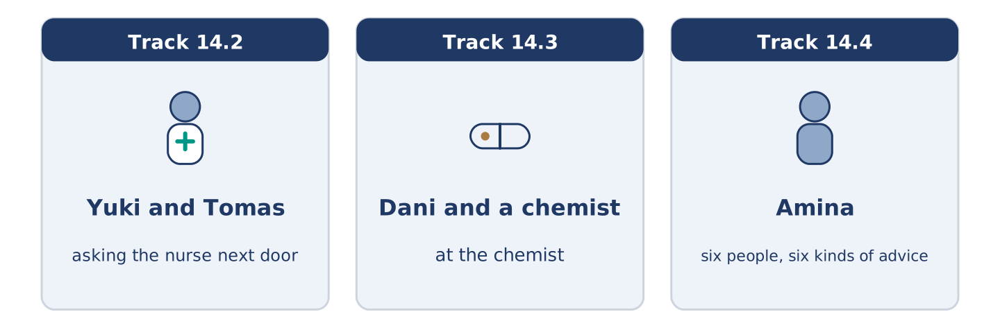 Track 14.2
Yuki and Tomas
asking the nurse next door
Track 14.3
Dani and a chemist
at the chemist
Track 14.4
Amina
six people, six kinds of advice